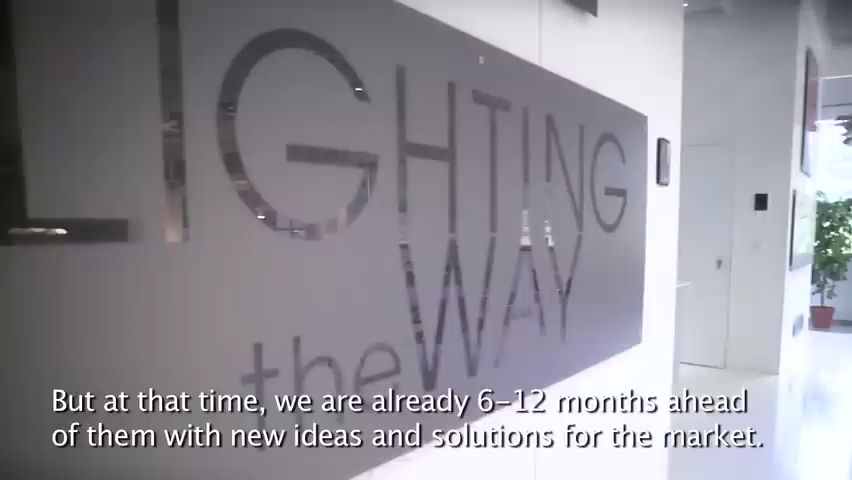 LIGHTING
the WAY
But at that time, we are already 6-12 months ahead
of them with new ideas and solutions for the market.